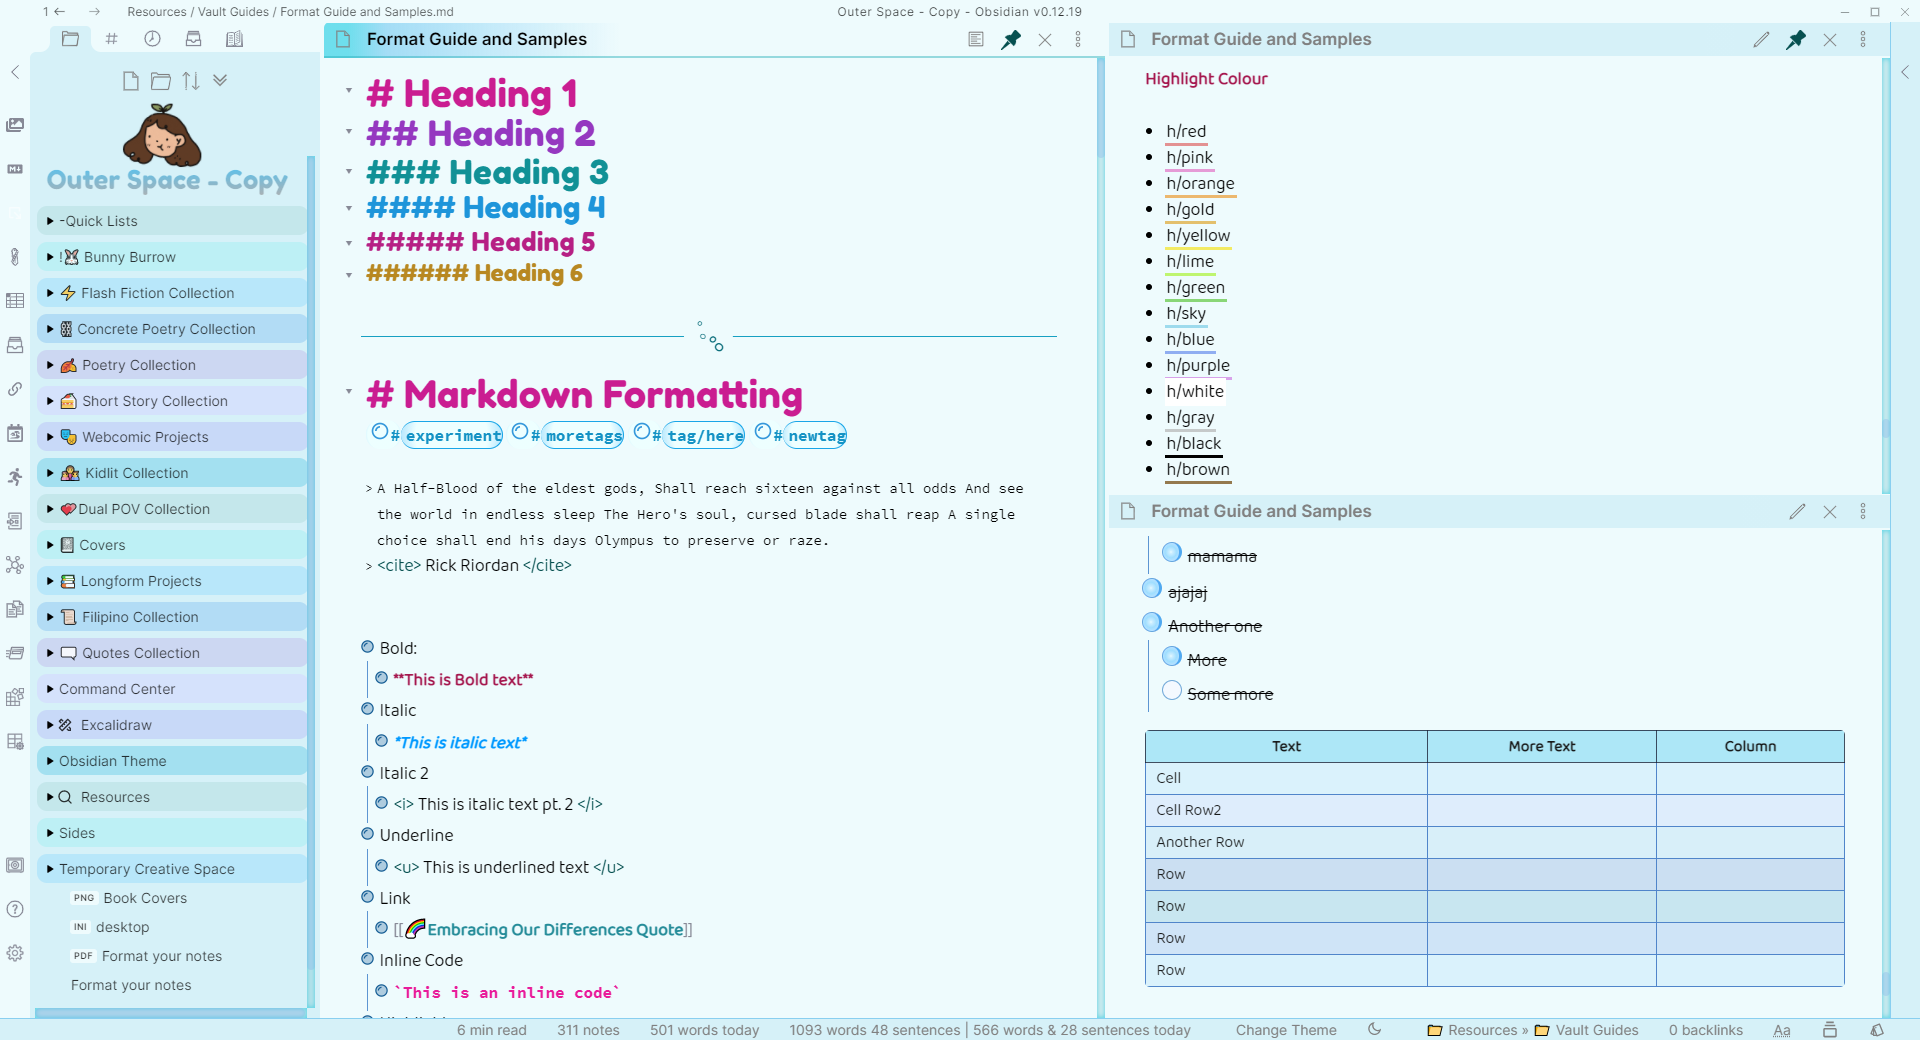 1
Resources / Vault Guides / Format Guide and Samples.md
Outer Space - Copy - Obsidian v0.12.19
Outer Space - Copy
-Quick Lists
! Bunny Burrow
Flash Fiction Collection
Concrete Poetry Collection
Poetry Collection
Short Story Collection
Webcomic Projects
Kidlit Collection
Dual POV Collection
Covers
Longform Projects
Filipino Collection
Quotes Collection
Command Center
Excalidraw
Obsidian Theme
Resources
Sides
Temporary Creative Space
PNG Book Covers
INI desktop
PDF Format your notes
Format your notes
Format Guide and Samples
# Heading 1
## Heading 2
### Heading 3
#### Heading 4
##### Heading 5
###### Heading 6
# Markdown Formatting
#experiment #moretags #tag/here #newtag
> A Half-Blood of the eldest gods, Shall reach sixteen against all odds And see
the world in endless sleep The Hero's soul, cursed blade shall reap A single
choice shall end his days Olympus to preserve or raze.
> <cite> Rick Riordan </cite>
Bold:
**This is Bold text**
Italic
*This is italic text*
Italic 2
<i> This is italic text pt. 2 </i>
Underline
<u> This is underlined text </u>
Link
[[🌈Embracing Our Differences Quote]]
Inline Code
`This is an inline code`
Format Guide and Samples
Highlight Colour
h/red
h/pink
h/orange
h/gold
h/yellow
h/lime
h/green
h/sky
h/blue
h/purple
h/white
h/gray
h/black
h/brown
Format Guide and Samples
mamama
ajajaj
Another one
More
Some more
Text More Text Column
Cell
Cell Row2
Another Row
Row
Row
Row
Row
6 min read 311 notes 501 words today 1093 words 48 sentences | 566 words & 28 sentences today Change Theme Resources » Vault Guides 0 backlinks Aa